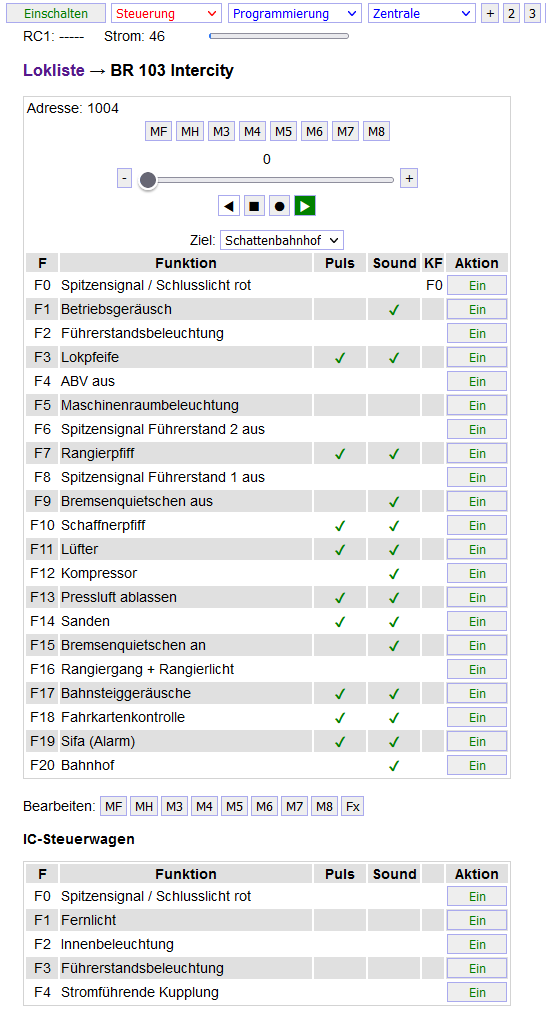 Einschalten Steuerung Programmierung Zentrale + 2 3
RC1: ----- Strom: 46
Lokliste → BR 103 Intercity
Adresse: 1004
MF MH M3 M4 M5 M6 M7 M8
0
- +
◀ ■ ● ▶
Ziel: Schattenbahnhof
F Funktion Puls Sound KF Aktion
F0 Spitzensignal / Schlusslicht rot F0 Ein
F1 Betriebsgeräusch ✓ Ein
F2 Führerstandsbeleuchtung Ein
F3 Lokpfeife ✓ ✓ Ein
F4 ABV aus Ein
F5 Maschinenraumbeleuchtung Ein
F6 Spitzensignal Führerstand 2 aus Ein
F7 Rangierpfiff ✓ ✓ Ein
F8 Spitzensignal Führerstand 1 aus Ein
F9 Bremsenquietschen aus ✓ Ein
F10 Schaffnerpfiff ✓ ✓ Ein
F11 Lüfter ✓ ✓ Ein
F12 Kompressor ✓ Ein
F13 Pressluft ablassen ✓ ✓ Ein
F14 Sanden ✓ ✓ Ein
F15 Bremsenquietschen an ✓ Ein
F16 Rangiergang + Rangierlicht Ein
F17 Bahnsteiggeräusche ✓ ✓ Ein
F18 Fahrkartenkontrolle ✓ ✓ Ein
F19 Sifa (Alarm) ✓ ✓ Ein
F20 Bahnhof ✓ Ein
Bearbeiten: MF MH M3 M4 M5 M6 M7 M8 Fx
IC-Steuerwagen
F Funktion Puls Sound Aktion
F0 Spitzensignal / Schlusslicht rot Ein
F1 Fernlicht Ein
F2 Innenbeleuchtung Ein
F3 Führerstandsbeleuchtung Ein
F4 Stromführende Kupplung Ein